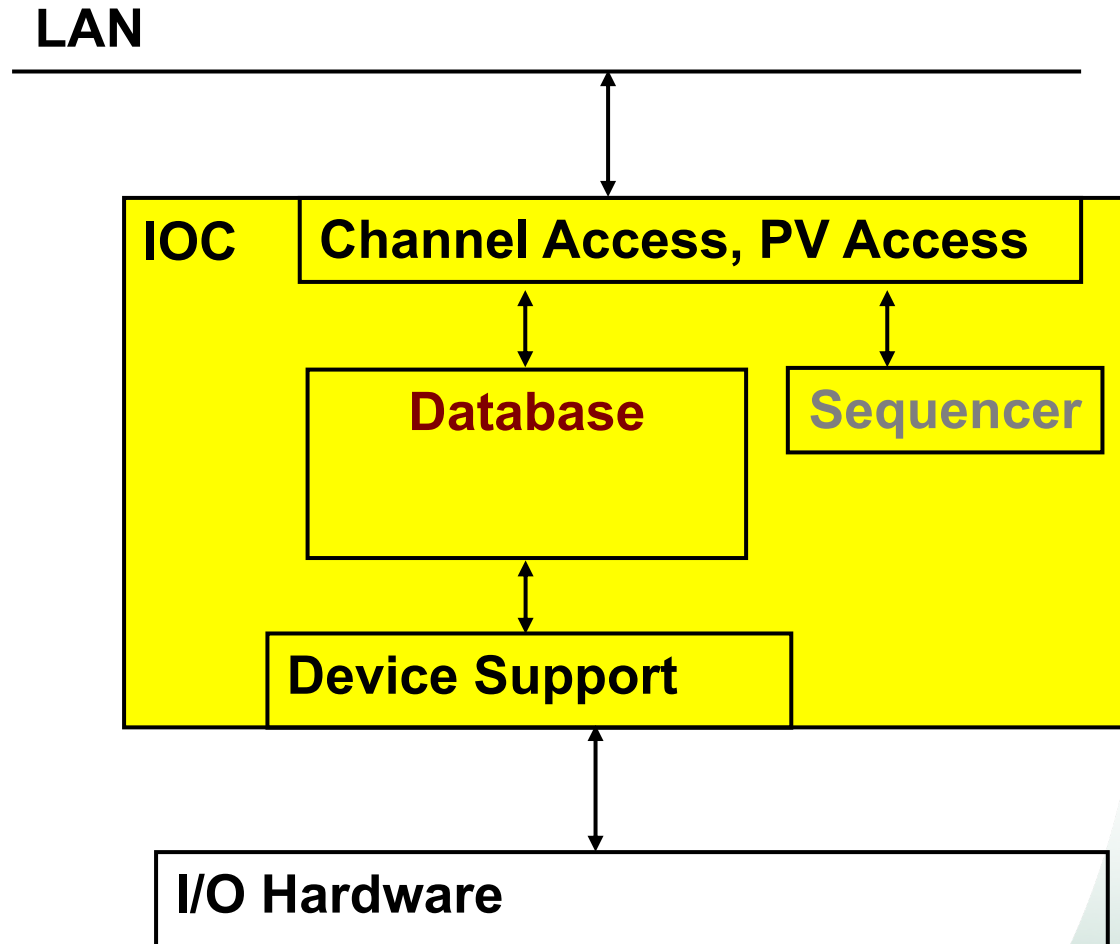 LAN
IOC
Channel Access, PV Access
Database
Sequencer
Device Support
I/O Hardware